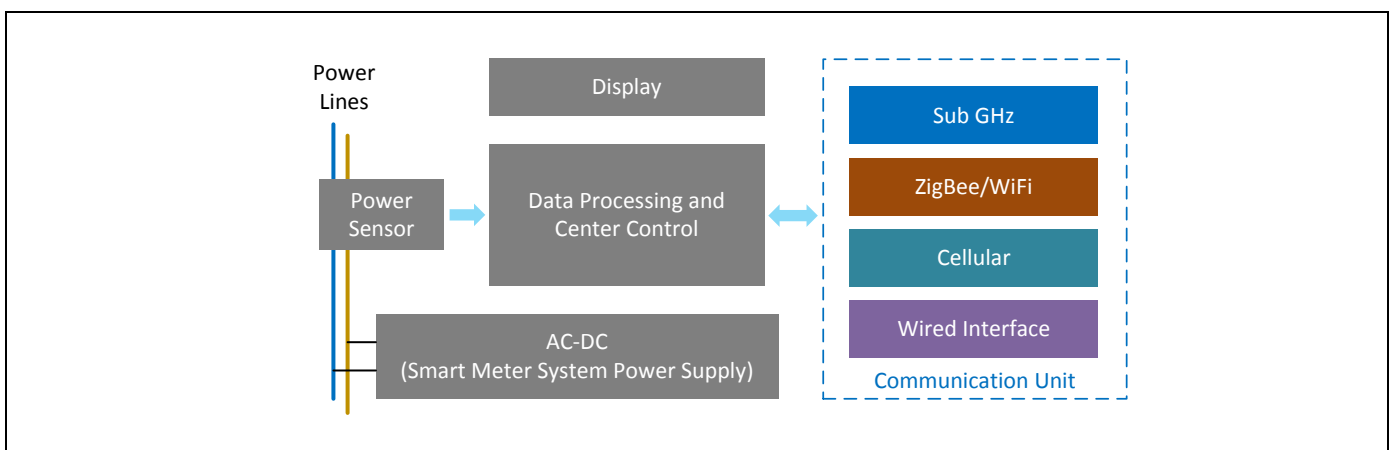 Power
Lines
Display
Power
Sensor
Data Processing and
Center Control
AC-DC
(Smart Meter System Power Supply)
Sub GHz
ZigBee/WiFi
Cellular
Wired Interface
Communication Unit